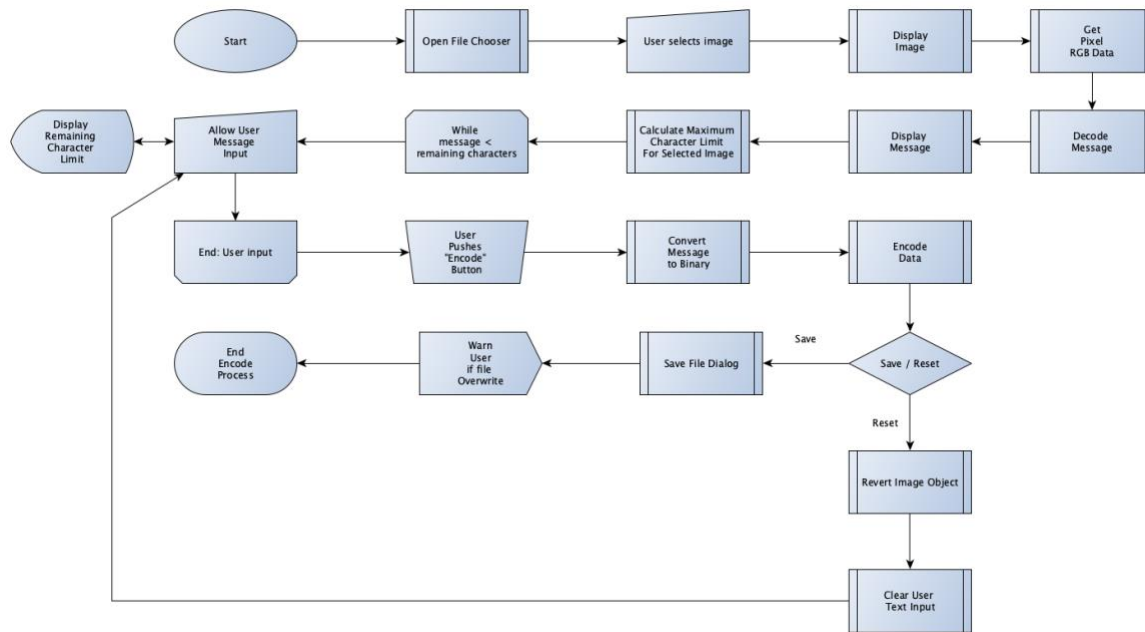 Start
Open File Chooser
User selects image
Display
Image
Get
Pixel
RGB Data
Display
Remaining
Character
Limit
Allow User
Message
Input
While
message <
remaining characters
Calculate Maximum
Character Limit
For Selected Image
Display
Message
Decode
Message
End: User input
User
Pushes
"Encode"
Button
Convert
Message
to Binary
Encode
Data
End
Encode
Process
Warn
User
if file
Overwrite
Save File Dialog
Save
Save / Reset
Reset
Revert Image Object
Clear User
Text Input